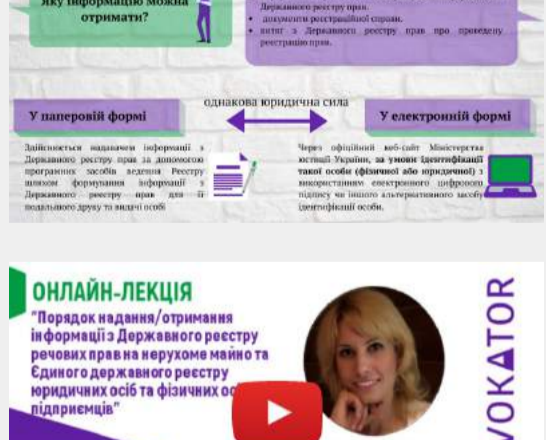 яку інформацію можна
отримати?
Державного реєстру прав.
• документи реєстраційної справи.
• витяг з Державного реєстру прав про проведену
реєстрацію прав.
У паперовій формі
однакова юридична сила
У електронній формі
Здійснюється надавачем інформації з
Державного реєстру прав за допомогою
програмних засобів ведення Реєстру
шляхом формування інформації з
Державного реєстру прав для її
подальшого друку та видачі особі
Через офіційний веб-сайт Міністерства
юстиції України, за умови ідентифікації
такої особи (фізичної або юридичної) з
використанням електронного цифрового
підпису чи іншого альтернативного засобу
ідентифікації особи.
ОНЛАЙН-ЛЕКЦІЯ
"Порядок надання/отримання
інформації з Державного реєстру
речових прав на нерухоме майно та
Єдиного державного реєстру
юридичних осіб та фізичних ос
підприємців"
VOKATOR